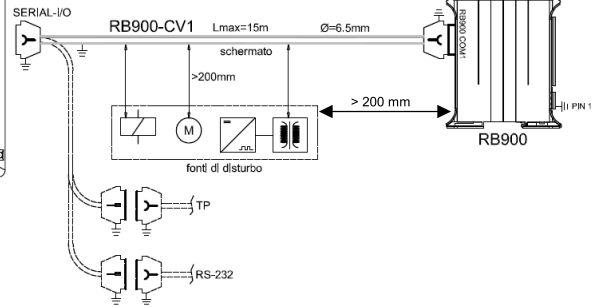 SERIAL-I/O
RB900-CV1 Lmax=15m Ø=6.5mm
schermato
RB900 COM1
>200mm
> 200 mm
PIN 1
M
RB900
fonti di disturbo
TP
RS-232